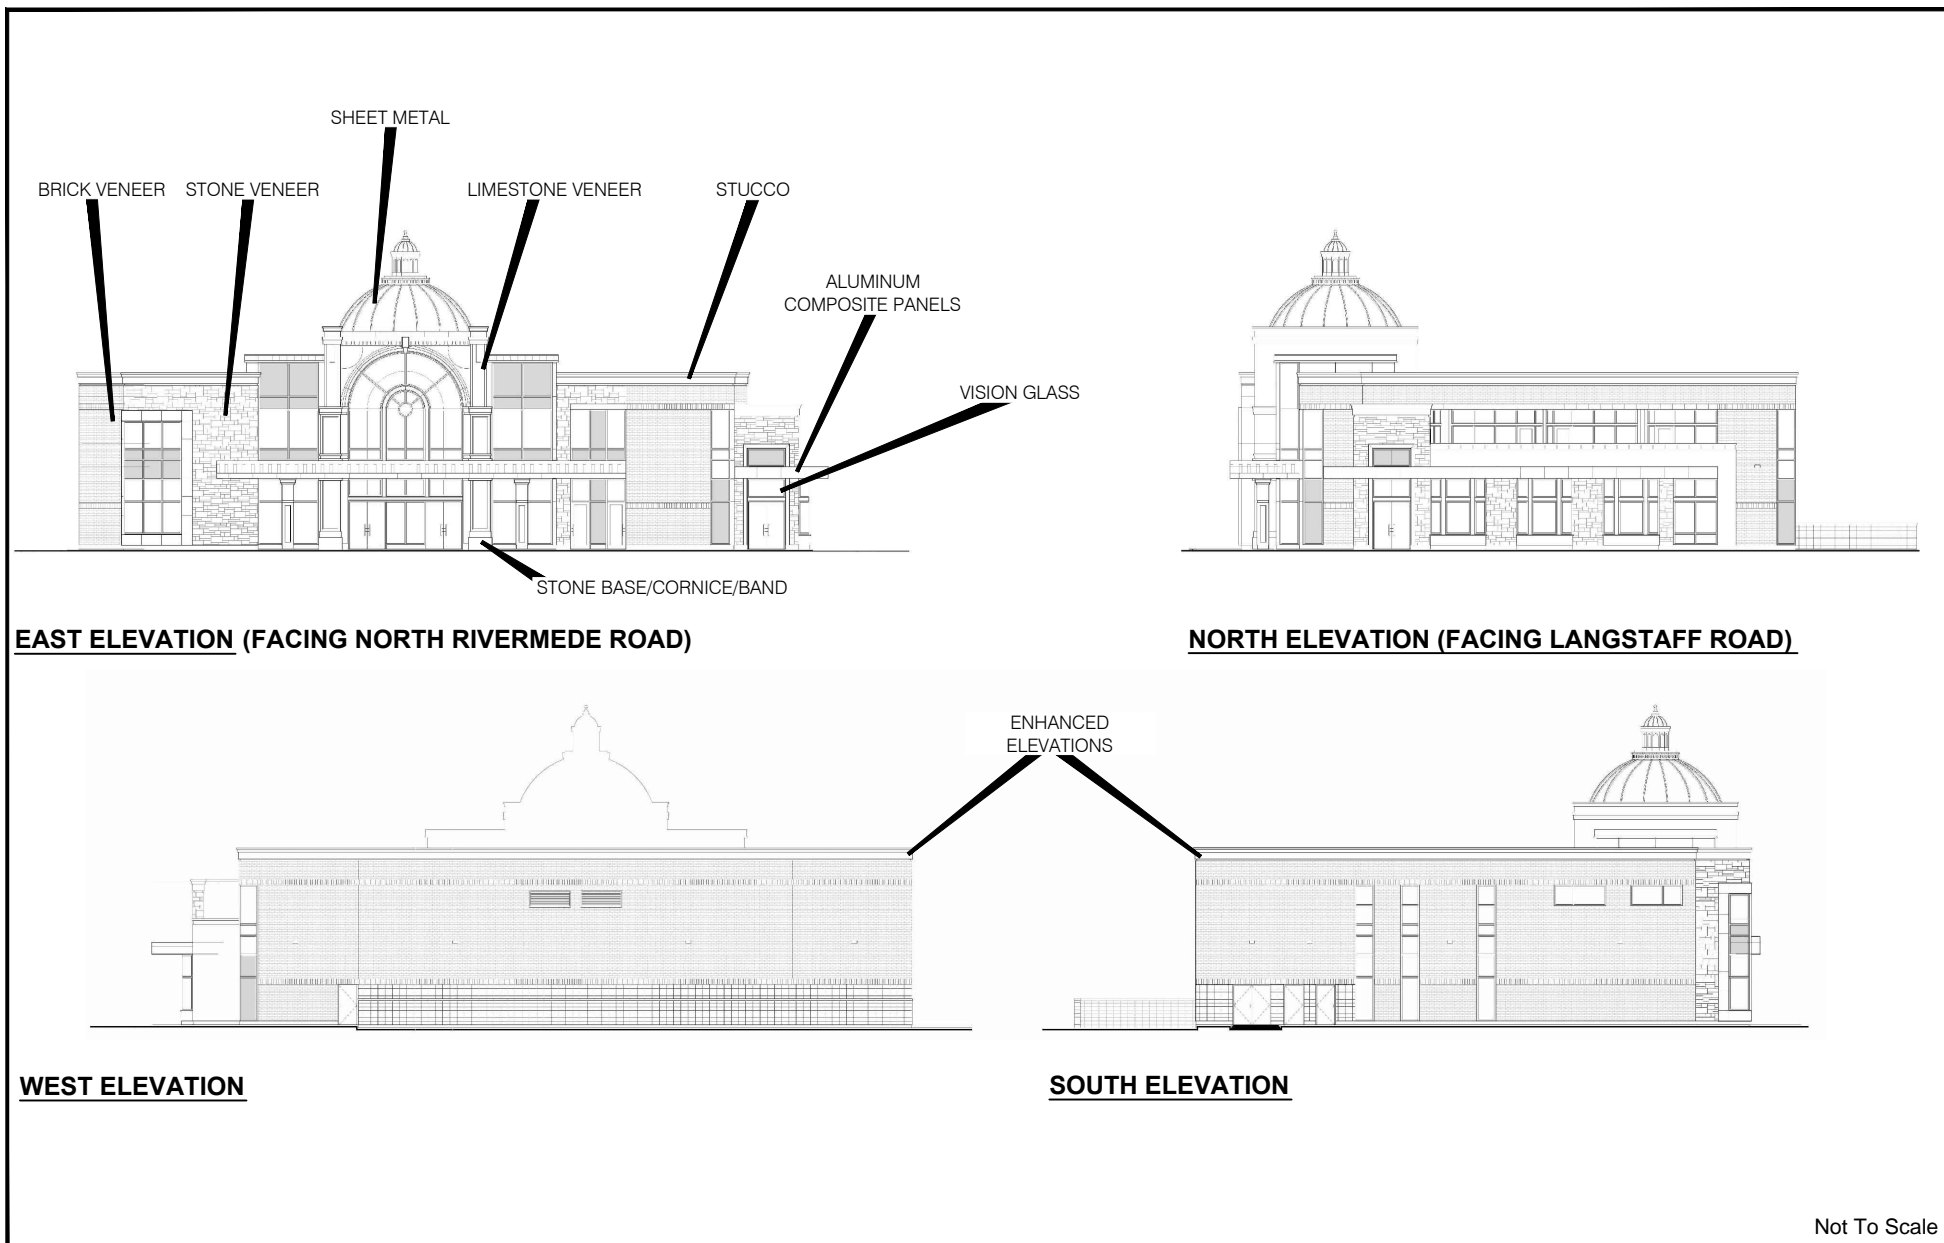 SHEET METAL
BRICK VENEER
STONE VENEER
LIMESTONE VENEER
STUCCO
ALUMINUM
COMPOSITE PANELS
VISION GLASS
STONE BASE/CORNICE/BAND
EAST ELEVATION (FACING NORTH RIVERMEDE ROAD)
NORTH ELEVATION (FACING LANGSTAFF ROAD)
ENHANCED
ELEVATIONS
WEST ELEVATION
SOUTH ELEVATION
Not To Scale